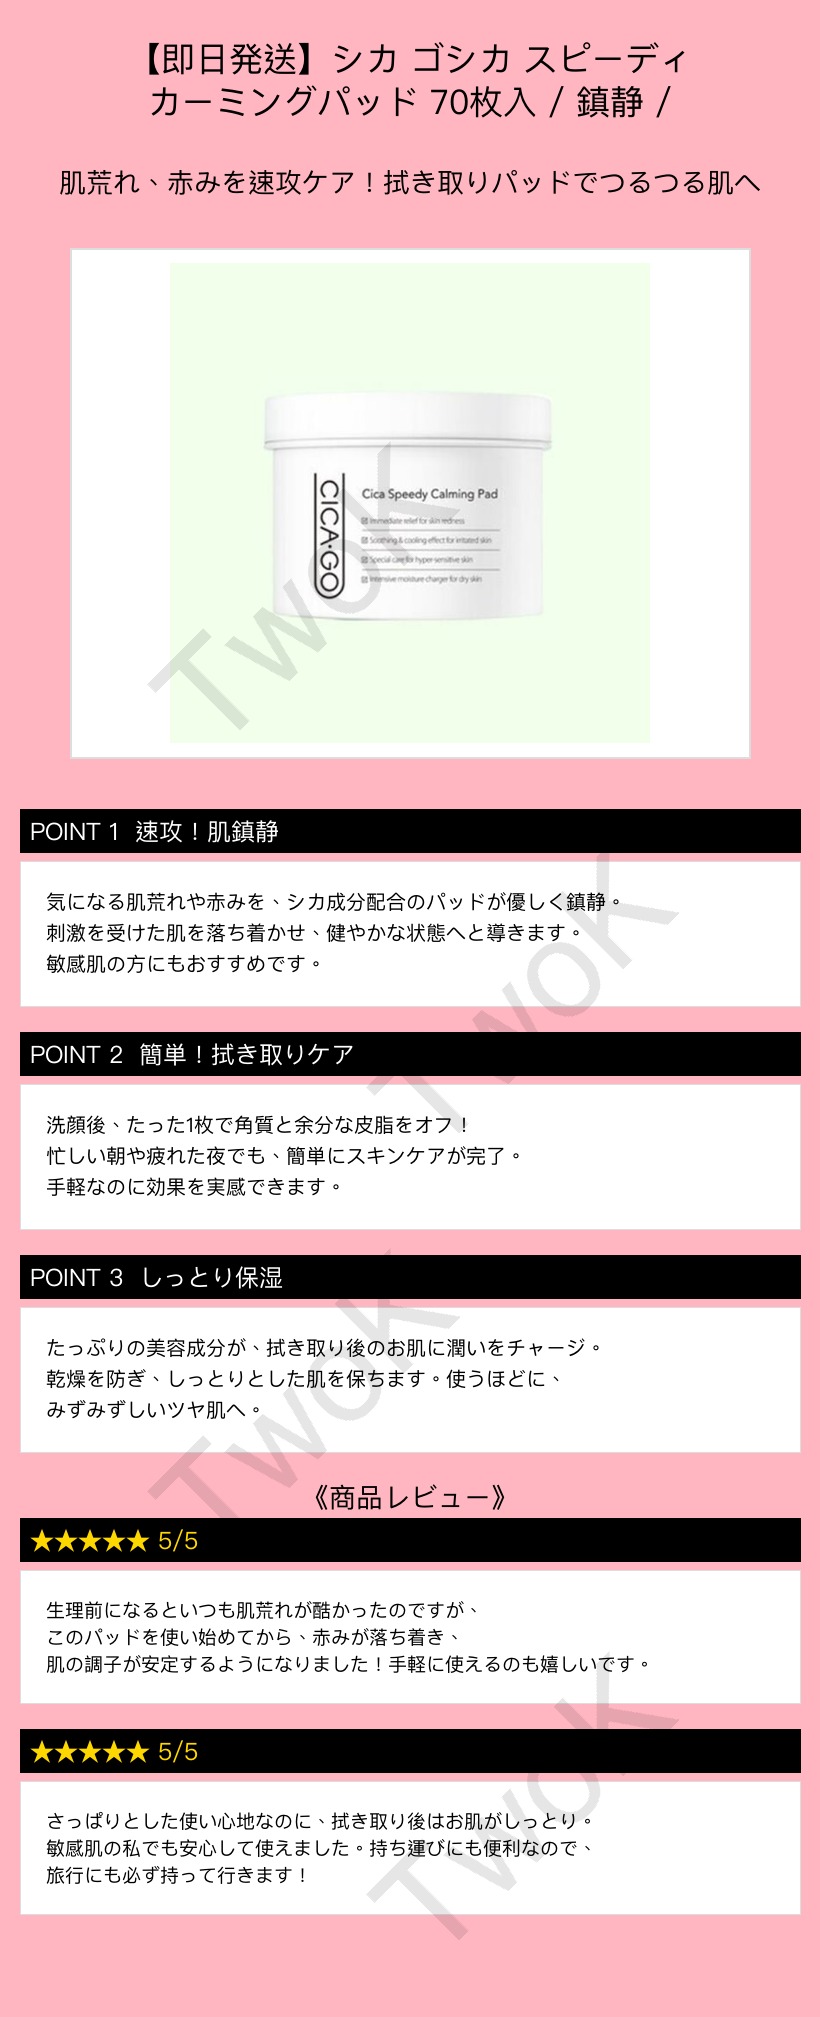 【即日発送】シカ ゴシカ スピーディ
カーミングパッド 70枚入 / 鎮静 /
肌荒れ、赤みを速攻ケア！拭き取りパッドでつるつる肌へ
CICA·GO
Cica Speedy Calming Pad
☑ Immediate relief for skin redness
☑ Soothing & cooling effect for irritated skin
☑ Special care for hyper-sensitive skin
☑ Intensive moisture charger for dry skin
TwoK
POINT 1 速攻！肌鎮静
気になる肌荒れや赤みを、シカ成分配合のパッドが優しく鎮静。
刺激を受けた肌を落ち着かせ、健やかな状態へと導きます。
敏感肌の方にもおすすめです。
TwoK
POINT 2 簡単！拭き取りケア
洗顔後、たった1枚で角質と余分な皮脂をオフ！
忙しい朝や疲れた夜でも、簡単にスキンケアが完了。
手軽なのに効果を実感できます。
POINT 3 しっとり保湿
たっぷりの美容成分が、拭き取り後のお肌に潤いをチャージ。
乾燥を防ぎ、しっとりとした肌を保ちます。使うほどに、
みずみずしいツヤ肌へ。
TwoK
《商品レビュー》
★★★★★ 5/5
生理前になるといつも肌荒れが酷かったのですが、
このパッドを使い始めてから、赤みが落ち着き、
肌の調子が安定するようになりました！手軽に使えるのも嬉しいです。
★★★★★ 5/5
さっぱりとした使い心地なのに、拭き取り後はお肌がしっとり。
敏感肌の私でも安心して使えました。持ち運びにも便利なので、
旅行にも必ず持って行きます！
TwoK